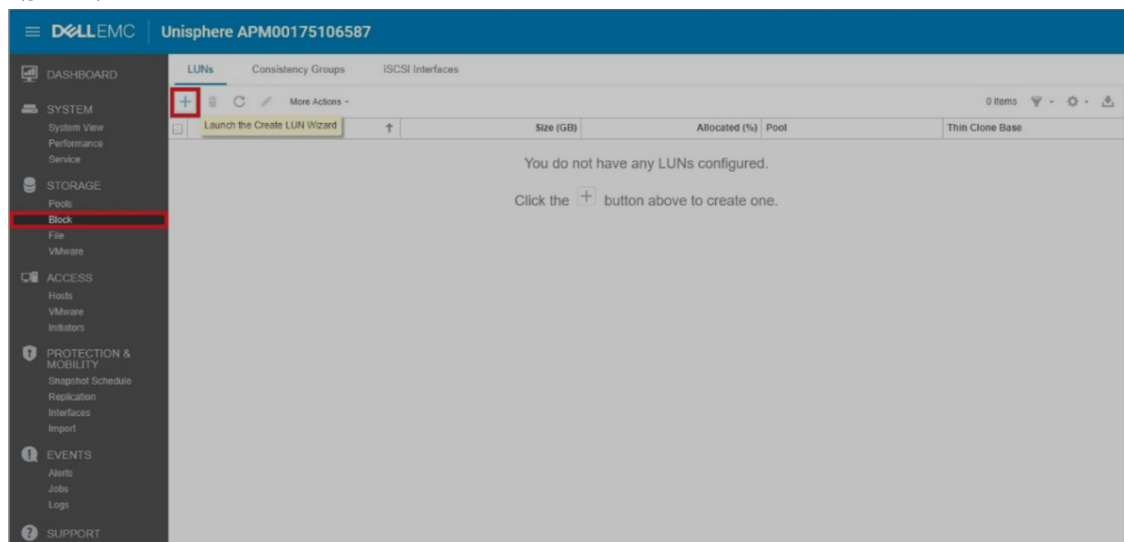 DELLEMC Unisphere APM00175106587
DASHBOARD
SYSTEM
System View
Performance
Service
STORAGE
Pools
Block
File
VMware
ACCESS
Hosts
VMware
Initiators
PROTECTION &
MOBILITY
Snapshot Schedule
Replication
Interfaces
Import
EVENTS
Alerts
Jobs
Logs
SUPPORT
LUNs Consistency Groups iSCSI Interfaces
More Actions
0 items
Launch the Create LUN Wizard
Size (GB) Allocated (%) Pool Thin Clone Base
You do not have any LUNs configured.
Click the + button above to create one.